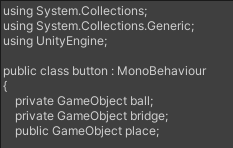 using System.Collections;
using System.Collections.Generic;
using UnityEngine;

public class button : MonoBehaviour
{
    private GameObject ball;
    private GameObject bridge;
    public GameObject place;